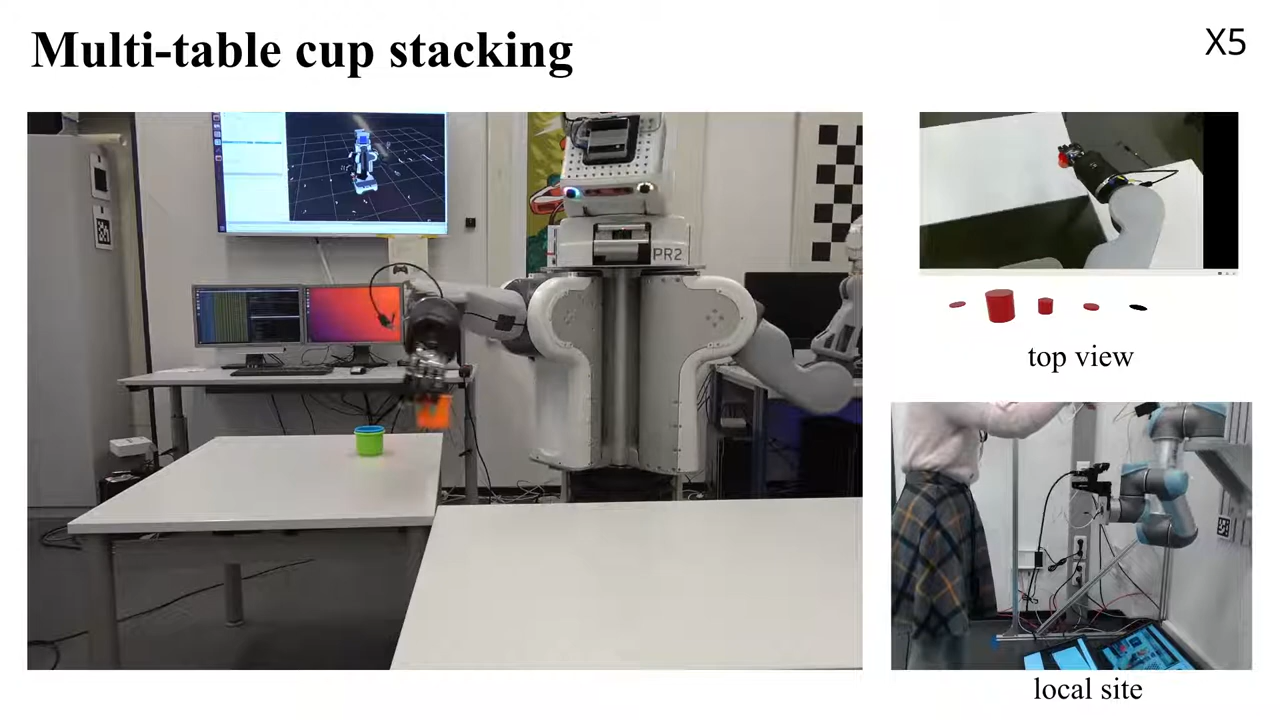 Multi-table cup stacking
X5
PR2
top view
local site